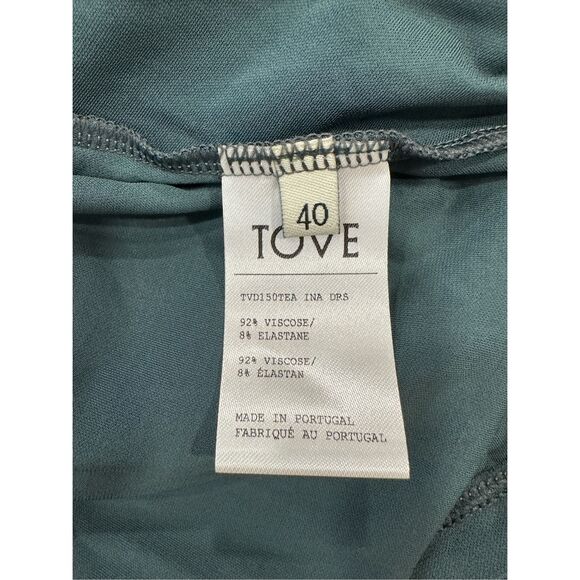 40
TOVE
TVD150TEA INA DRS
92% VISCOSE/
8% ELASTANE
92% VISCOSE/
8% ÉLASTAN
MADE IN PORTUGAL
FABRIQUÉ AU PORTUGAL